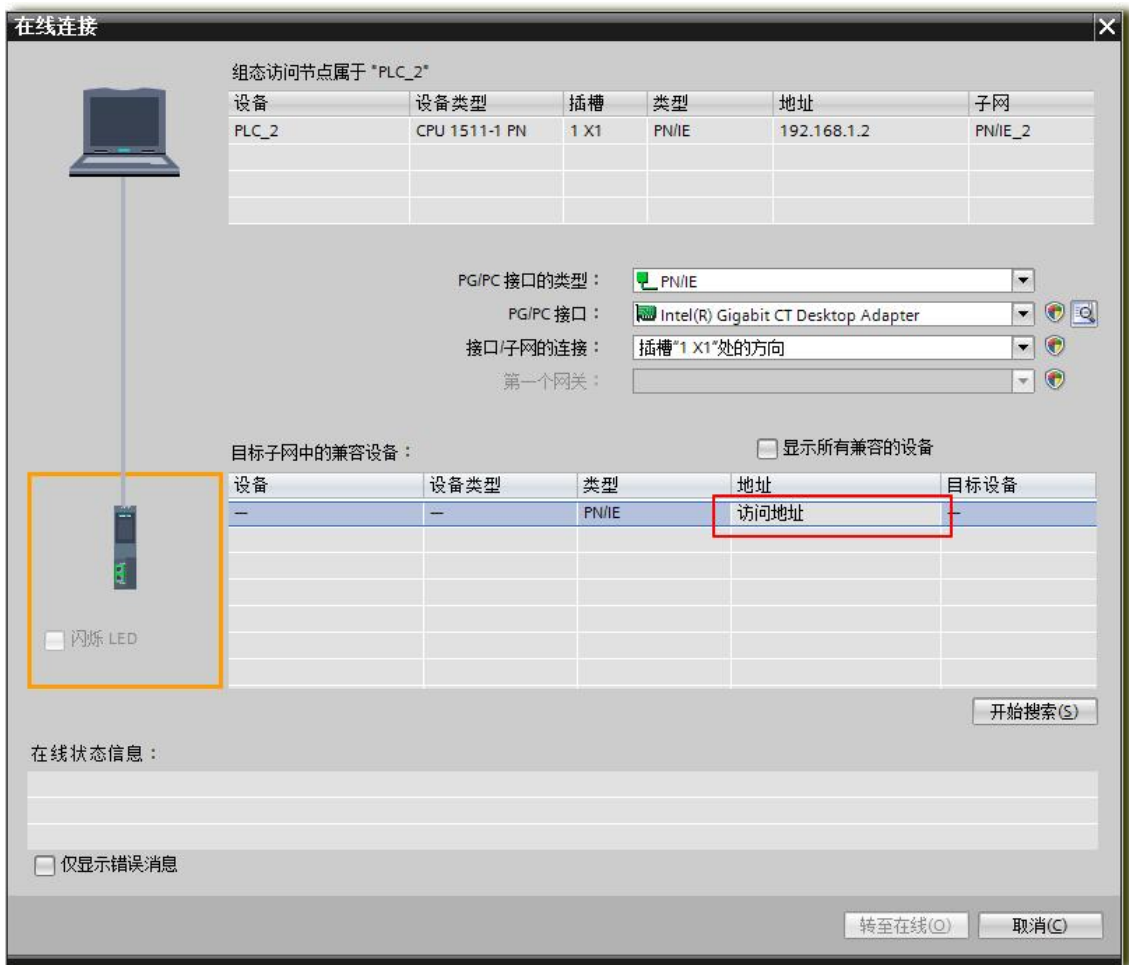 在线连接
组态访问节点属于 "PLC_2"
设备 设备类型 插槽 类型 地址 子网
PLC_2 CPU 1511-1 PN 1 X1 PN/IE 192.168.1.2 PN/IE_2
PG/PC 接口的类型： PN/IE
PG/PC 接口： Intel(R) Gigabit CT Desktop Adapter
接口/子网的连接： 插槽"1 X1"处的方向
第一个网关：
目标子网中的兼容设备： 显示所有兼容的设备
设备 设备类型 类型 地址 目标设备
— — PN/IE 访问地址 —
闪烁 LED
开始搜索(S)
在线状态信息：
仅显示错误消息
转至在线(O) 取消(C)